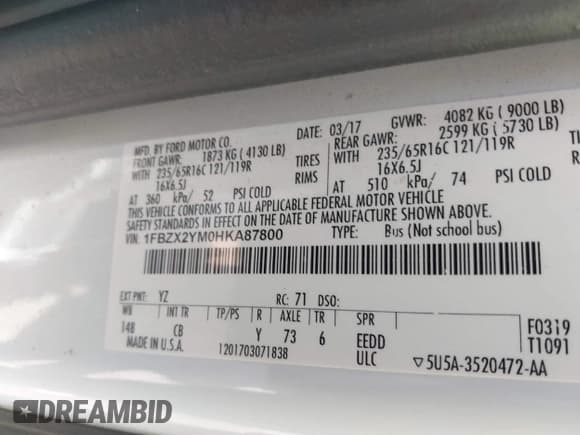 MFD. BY FORD MOTOR CO.
DATE: 03/17 GVWR: 4082 KG ( 9000 LB)
FRONT GAWR: 1873 KG ( 4130 LB) REAR GAWR: 2599 KG ( 5730 LB)
WITH 235/65R16C 121/119R TIRES WITH 235/65R16C 121/119R
16X6.5J RIMS 16X6.5J
AT 360 kPa/ 52 PSI COLD AT 510 kPa/ 74 PSI COLD
THIS VEHICLE CONFORMS TO ALL APPLICABLE FEDERAL MOTOR VEHICLE
SAFETY STANDARDS IN EFFECT ON THE DATE OF MANUFACTURE SHOWN ABOVE.
VIN: 1FBZX2YM0HKA87800 TYPE: Bus (Not school bus)
EXT PNT: YZ RC: 71 DSO:
WB INT TR TP/PS R AXLE TR F0319
148 CB Y 73 6 EEDD T1091
MADE IN U.S.A. 1201703071838 ULC ▽5U5A-3520472-AA
DREAMBID